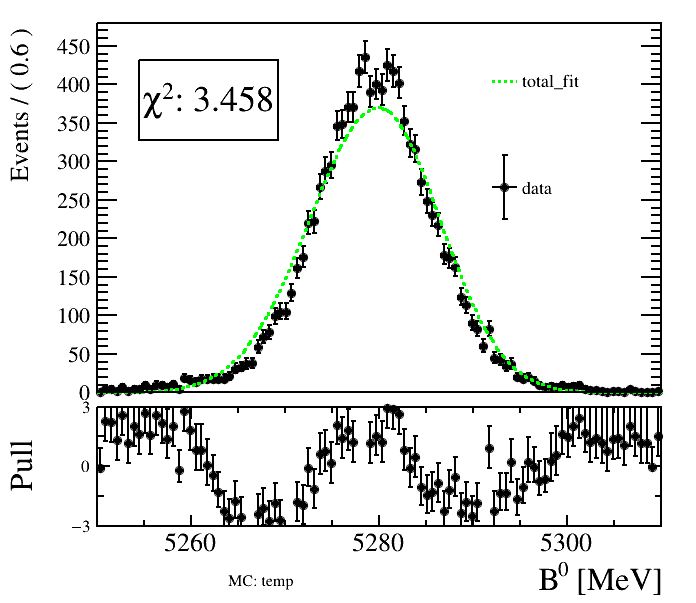 Events / ( 0.6 )
450
400
350
300
250
200
150
100
50
0
χ²: 3.458
total_fit
data
Pull
3
0
−3
5260
5280
5300
B⁰ [MeV]
MC: temp